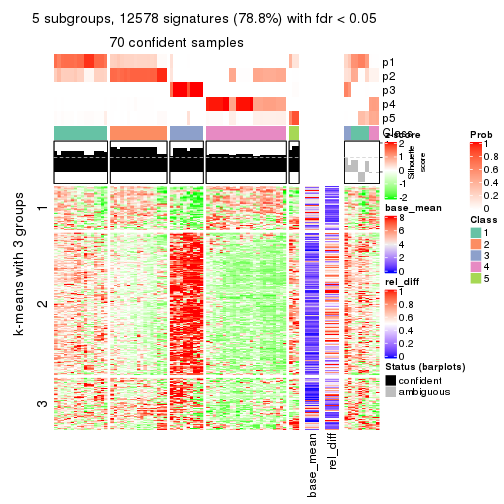 5 subgroups, 12578 signatures (78.8%) with fdr < 0.05
70 confident samples
p1
p2
p3
p4
p5
Class
k-means with 3 groups
1
2
3
base_mean
rel_diff
z-score
2
1
0
-1
-2
Silhouette
score
base_mean
8
6
4
2
0
rel_diff
1
0.8
0.6
0.4
0.2
0
Status (barplots)
confident
ambiguous
Prob
1
0.8
0.6
0.4
0.2
0
Class
1
2
3
4
5